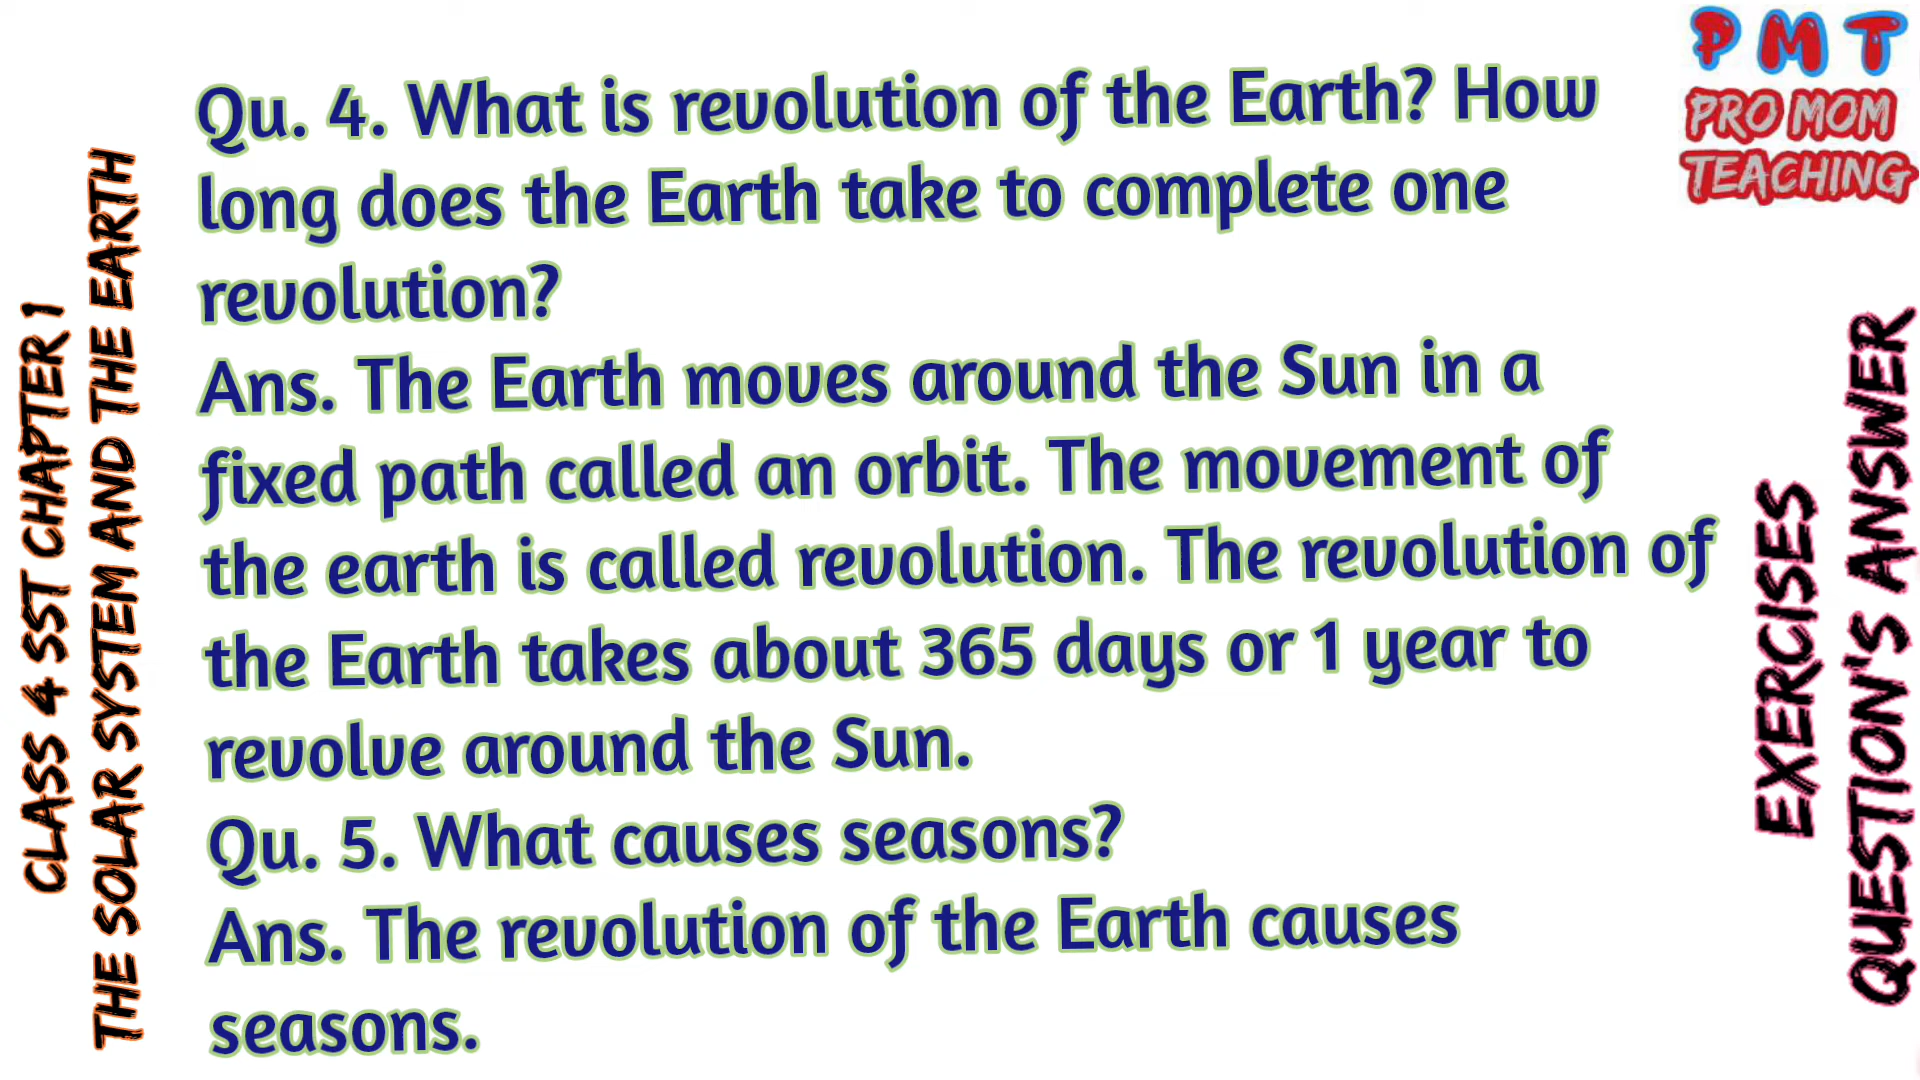 CLASS 4 SST CHAPTER 1
THE SOLAR SYSTEM AND THE EARTH
Qu. 4. What is revolution of the Earth? How
long does the Earth take to complete one
revolution?
Ans. The Earth moves around the Sun in a
fixed path called an orbit. The movement of
the earth is called revolution. The revolution of
the Earth takes about 365 days or 1 year to
revolve around the Sun.
Qu. 5. What causes seasons?
Ans. The revolution of the Earth causes
seasons.
PMT
PRO MOM
TEACHING
EXERCISES
QUESTION'S ANSWER